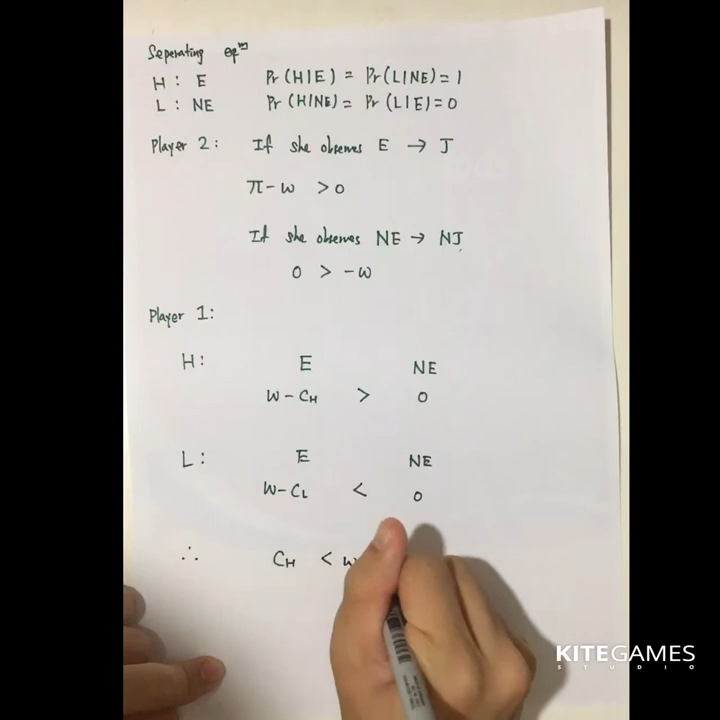 Seperating eqm
H : E Pr(H|E) = Pr(L|NE) = 1
L : NE Pr(H|NE) = Pr(L|E) = 0
Player 2: If she observes E → J
π - w > 0
If she observes NE → NJ
0 > -w
Player 1:
H: E NE
w - CH > 0
L: E NE
w - CL < 0
∴ CH < w
KITEGAMES
STUDIO